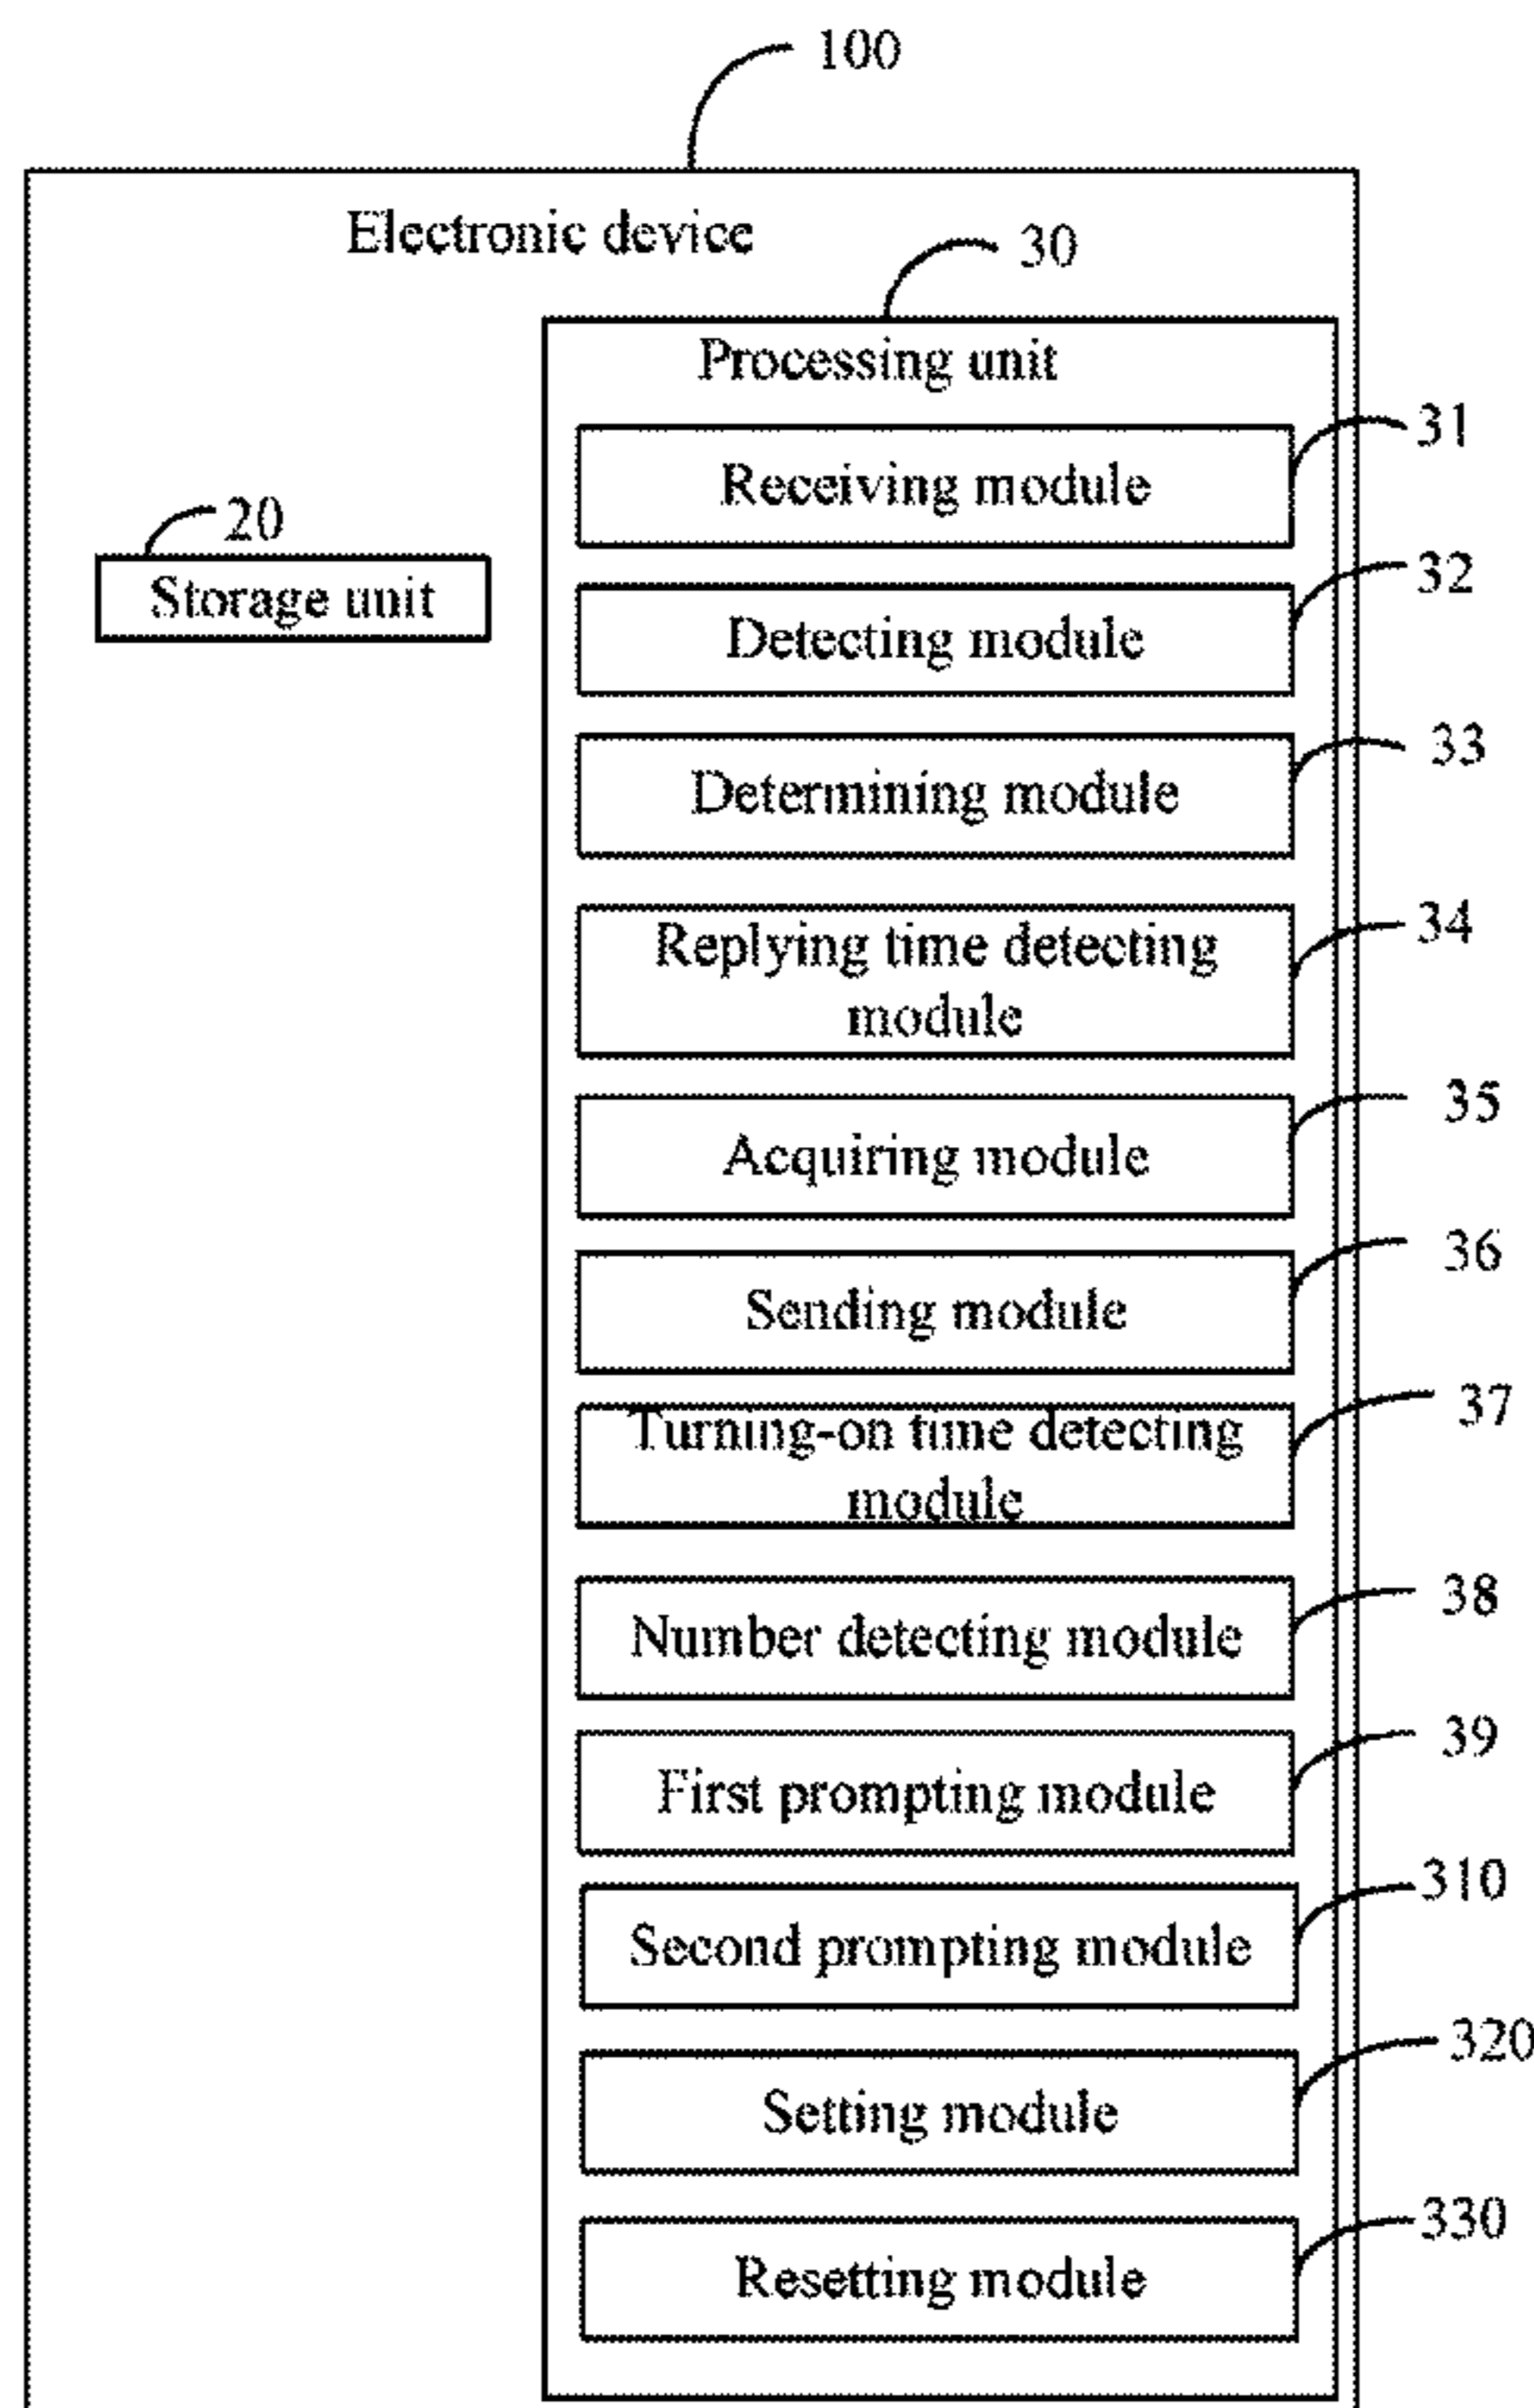 100
Electronic device
30
Processing unit
31
Receiving module
20
Storage unit
32
Detecting module
33
Determining module
34
Replying time detecting
module
35
Acquiring module
36
Sending module
37
Turning-on time detecting
module
38
Number detecting module
39
First prompting module
310
Second prompting module
320
Setting module
330
Resetting module